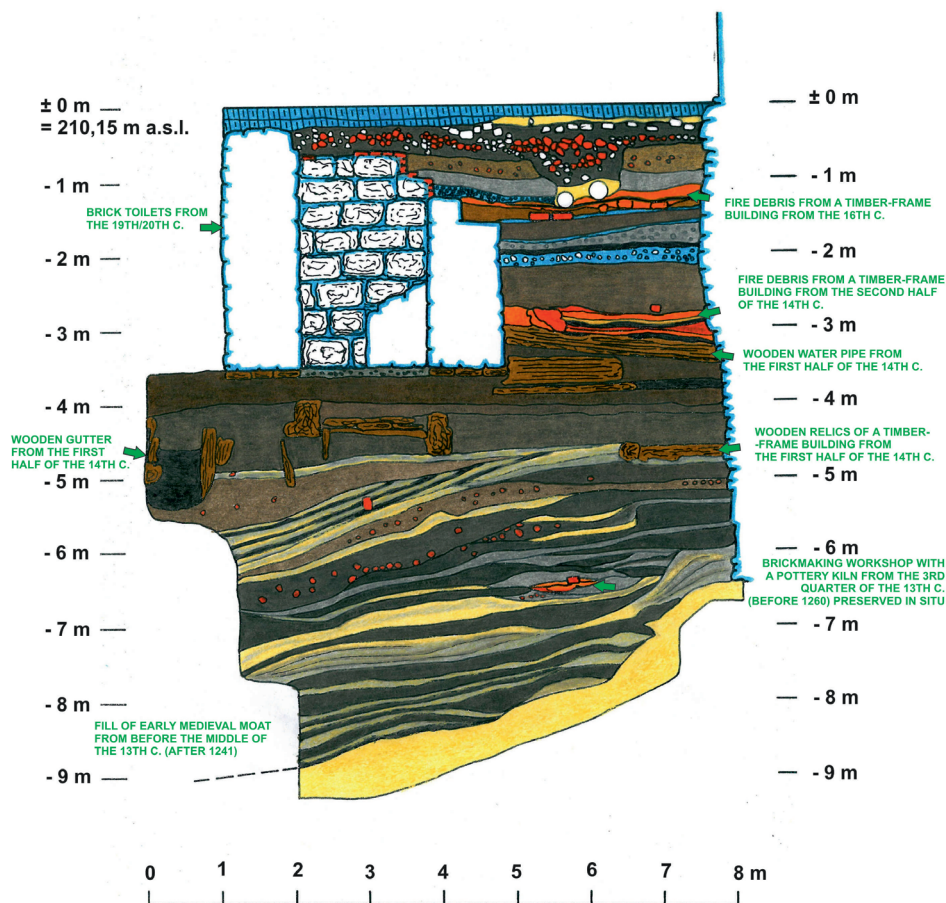 ± 0 m
= 210,15 m a.s.l.
- 1 m
- 2 m
- 3 m
- 4 m
- 5 m
- 6 m
- 7 m
- 8 m
- 9 m
BRICK TOILETS FROM
THE 19TH/20TH C.
WOODEN GUTTER
FROM THE FIRST
HALF OF THE 14TH C.
FILL OF EARLY MEDIEVAL MOAT
FROM BEFORE THE MIDDLE OF
THE 13TH C. (AFTER 1241)
± 0 m
- 1 m
FIRE DEBRIS FROM A TIMBER-FRAME
BUILDING FROM THE 16TH C.
- 2 m
FIRE DEBRIS FROM A TIMBER-FRAME
BUILDING FROM THE SECOND HALF
OF THE 14TH C.
- 3 m
WOODEN WATER PIPE FROM
THE FIRST HALF OF THE 14TH C.
- 4 m
WOODEN RELICS OF A TIMBER-
-FRAME BUILDING FROM
THE FIRST HALF OF THE 14TH C.
- 5 m
- 6 m
BRICKMAKING WORKSHOP WITH
A POTTERY KILN FROM THE 3RD
QUARTER OF THE 13TH C.
(BEFORE 1260) PRESERVED IN SITU
- 7 m
- 8 m
- 9 m
0 1 2 3 4 5 6 7 8 m